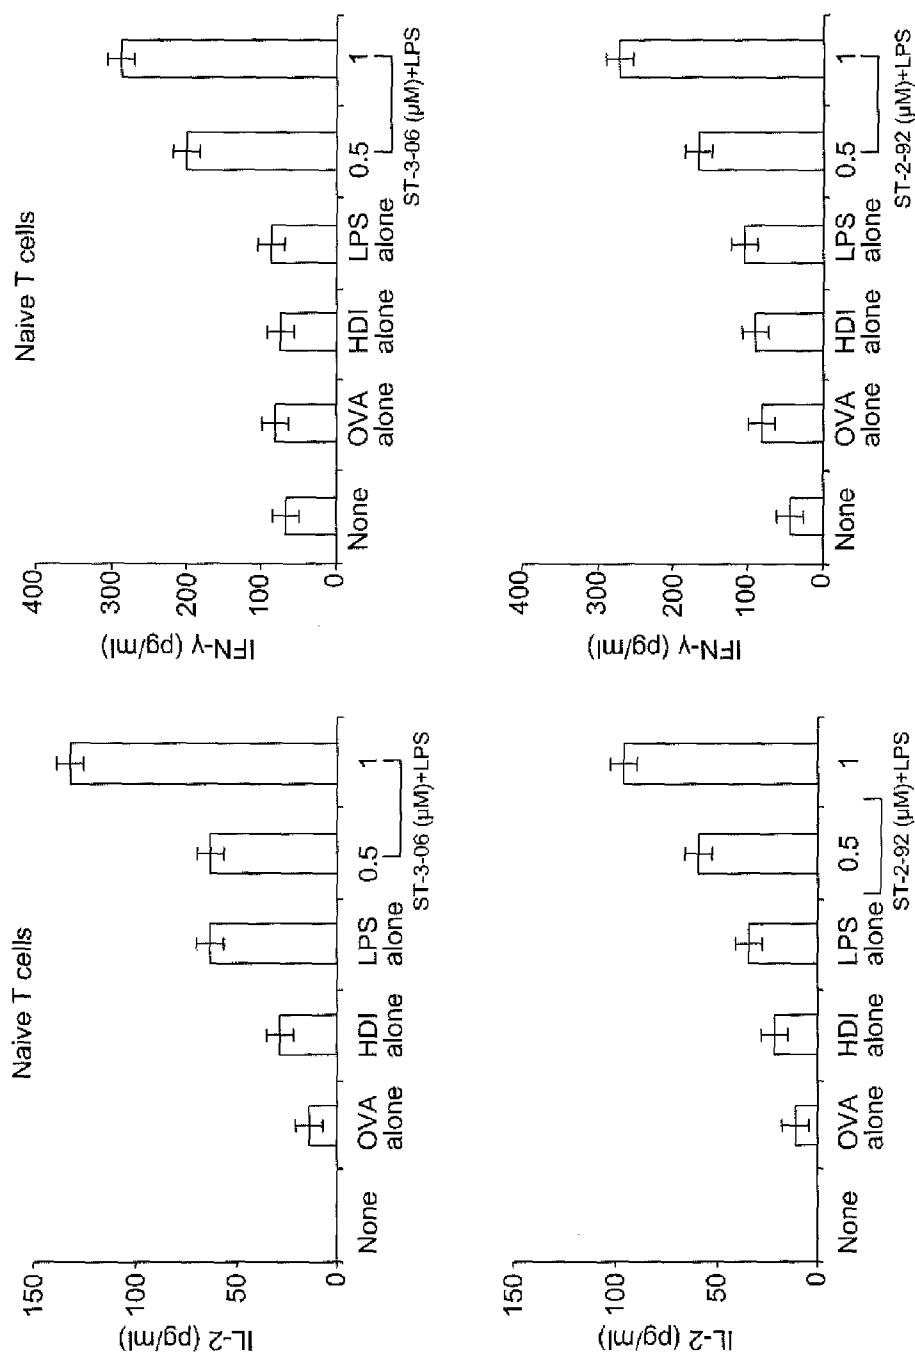 Naive T cells
IL-2 (pg/ml)
150
100
50
0
None
OVA
alone
HDI
alone
LPS
alone
0.5
1
ST-3-06 (μM)+LPS
Naive T cells
IFN-γ (pg/ml)
400
300
200
100
0
None
OVA
alone
HDI
alone
LPS
alone
0.5
1
ST-3-06 (μM)+LPS
IL-2 (pg/ml)
150
100
50
0
None
OVA
alone
HDI
alone
LPS
alone
0.5
1
ST-2-92 (μM)+LPS
IFN-γ (pg/ml)
400
300
200
100
0
None
OVA
alone
HDI
alone
LPS
alone
0.5
1
ST-2-92 (μM)+LPS